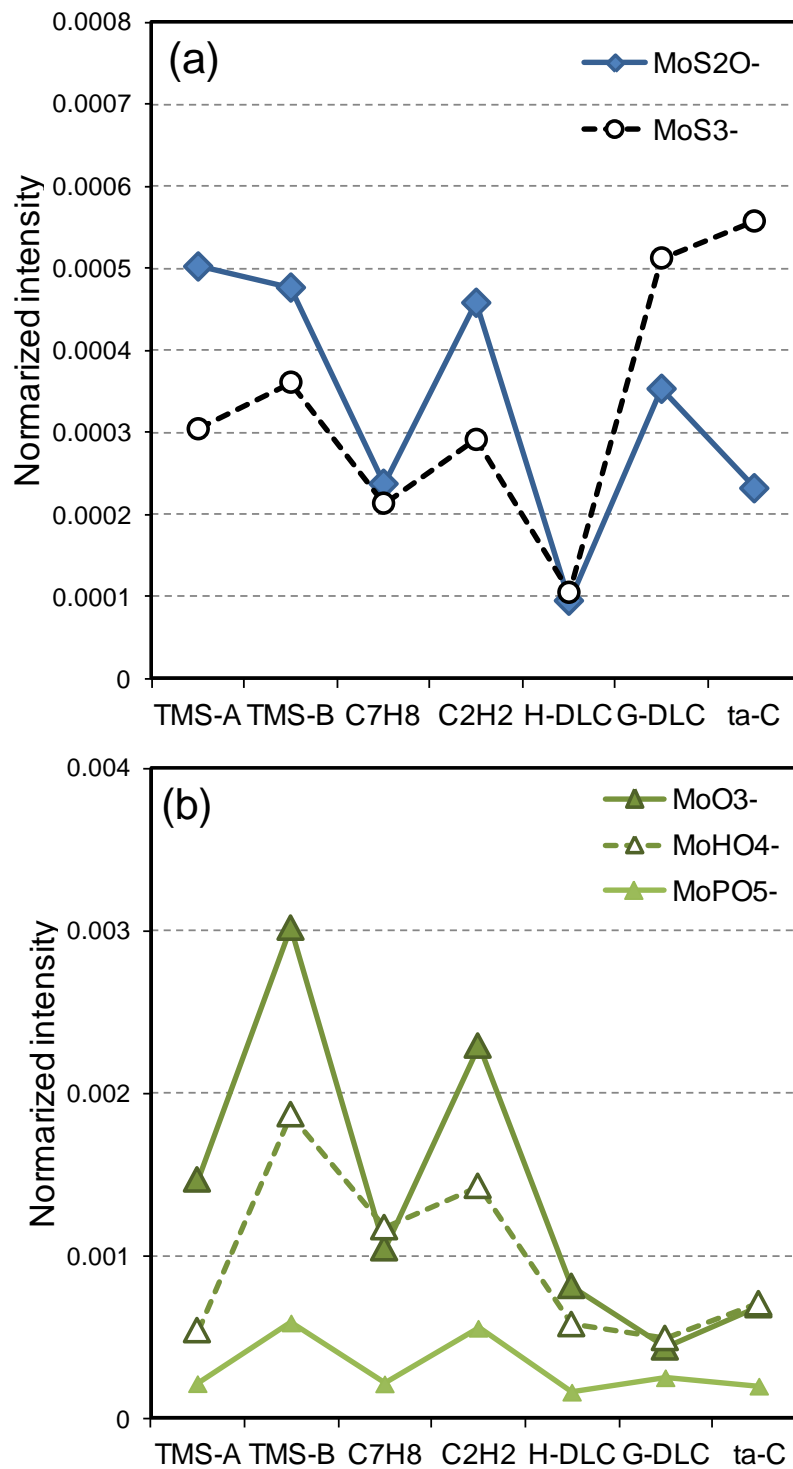 (a)
MoS2O-
MoS3-
Normarized intensity
0.0008
0.0007
0.0006
0.0005
0.0004
0.0003
0.0002
0.0001
0
TMS-A TMS-B C7H8 C2H2 H-DLC G-DLC ta-C
(b)
MoO3-
MoHO4-
MoPO5-
Normarized intensity
0.004
0.003
0.002
0.001
0
TMS-A TMS-B C7H8 C2H2 H-DLC G-DLC ta-C